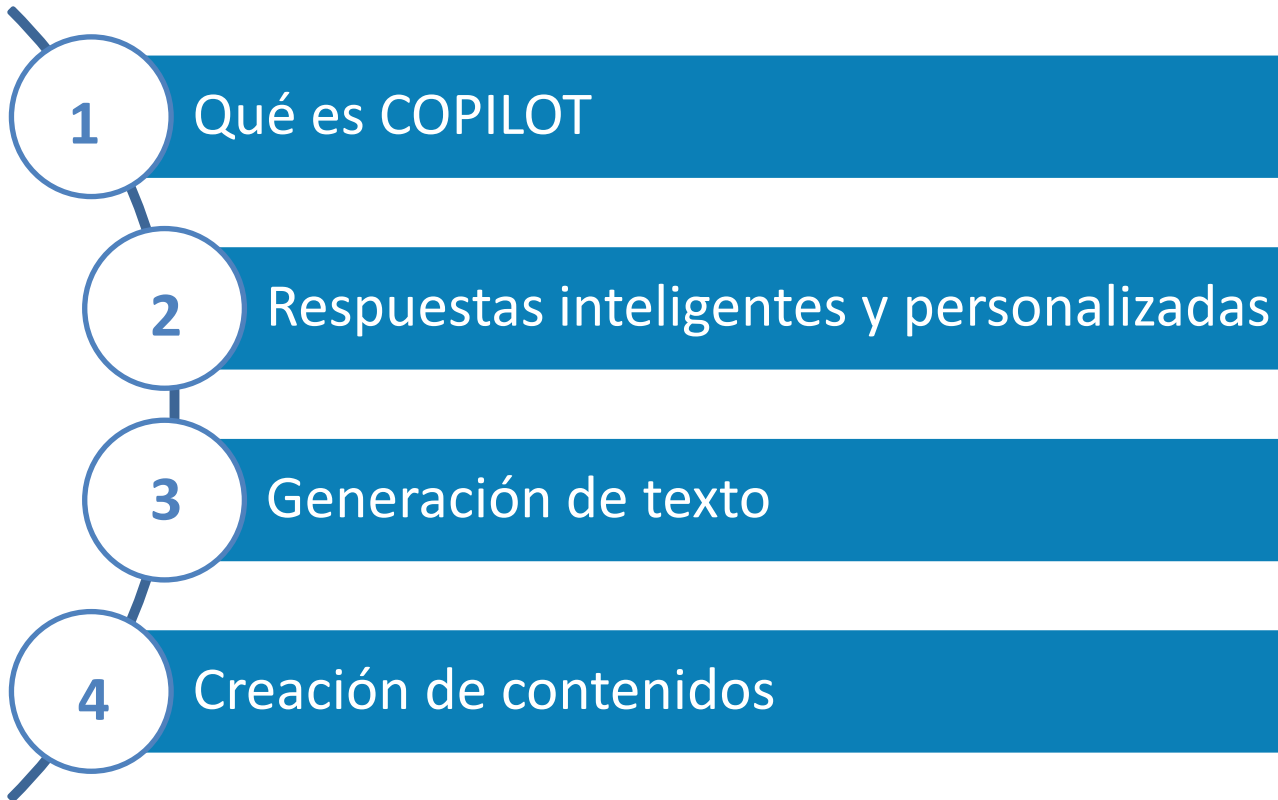 1
Qué es COPILOT
2
Respuestas inteligentes y personalizadas
3
Generación de texto
4
Creación de contenidos